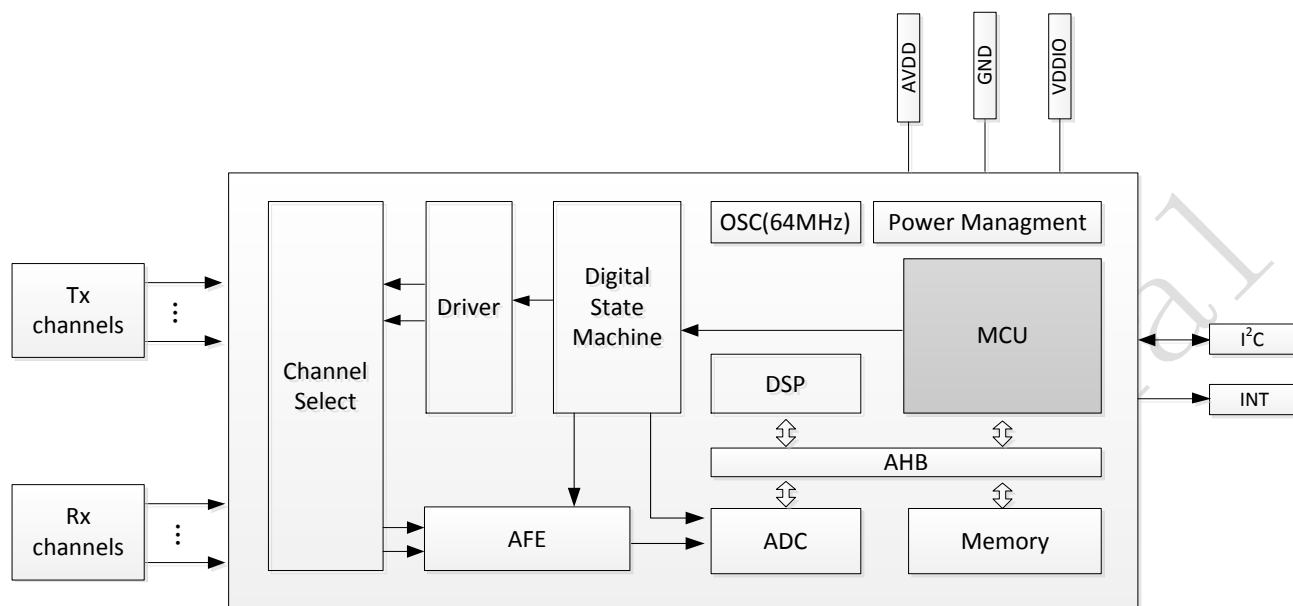 AVDD
GND
VDDIO
OSC(64MHz)
Power Managment
Tx
channels
⋮
Channel
Select
Driver
Digital
State
Machine
MCU
DSP
I²C
INT
AHB
Rx
channels
⋮
AFE
ADC
Memory